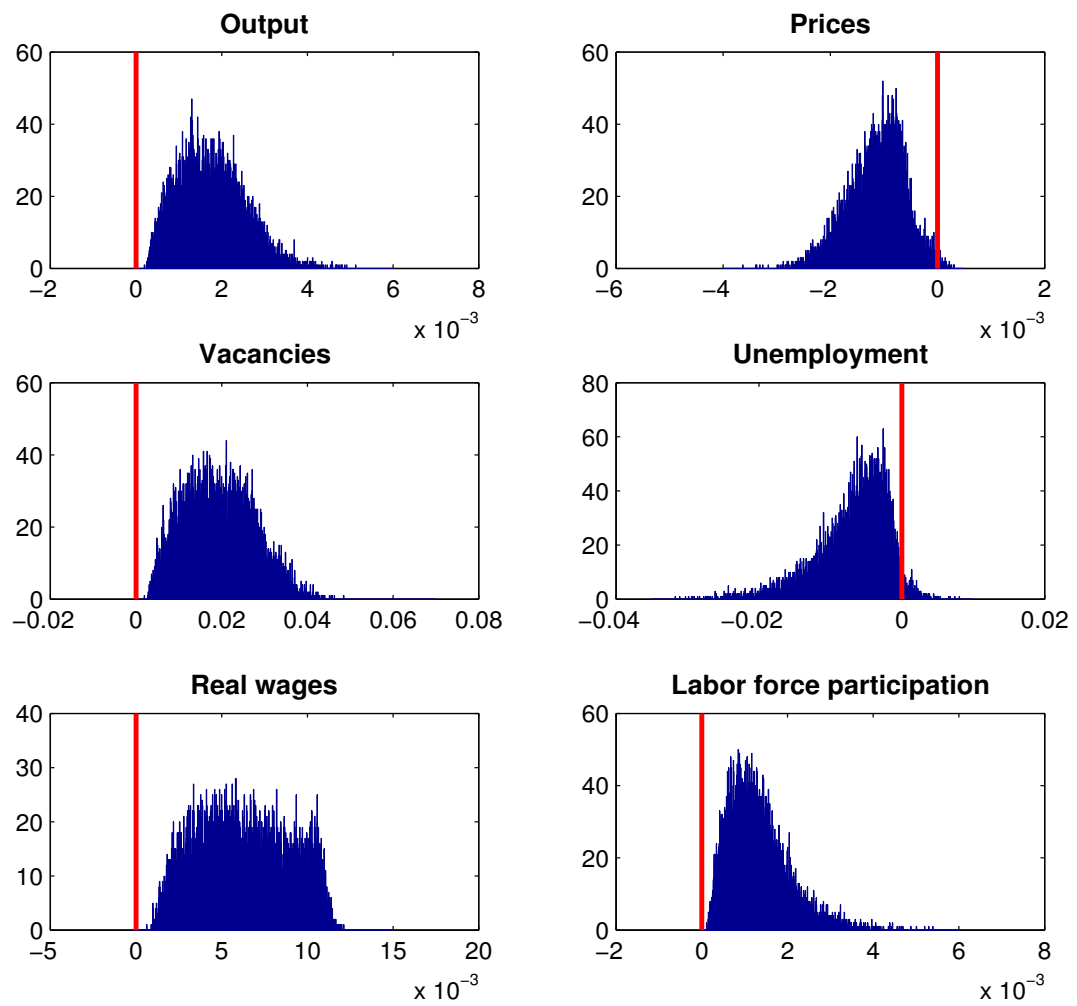 Output
60
40
20
0
−2 0 2 4 6 8
x 10−3
Prices
60
40
20
0
−6 −4 −2 0 2
x 10−3
Vacancies
60
40
20
0
−0.02 0 0.02 0.04 0.06 0.08
Unemployment
80
60
40
20
0
−0.04 −0.02 0 0.02
Real wages
40
30
20
10
0
−5 0 5 10 15 20
x 10−3
Labor force participation
60
40
20
0
−2 0 2 4 6 8
x 10−3